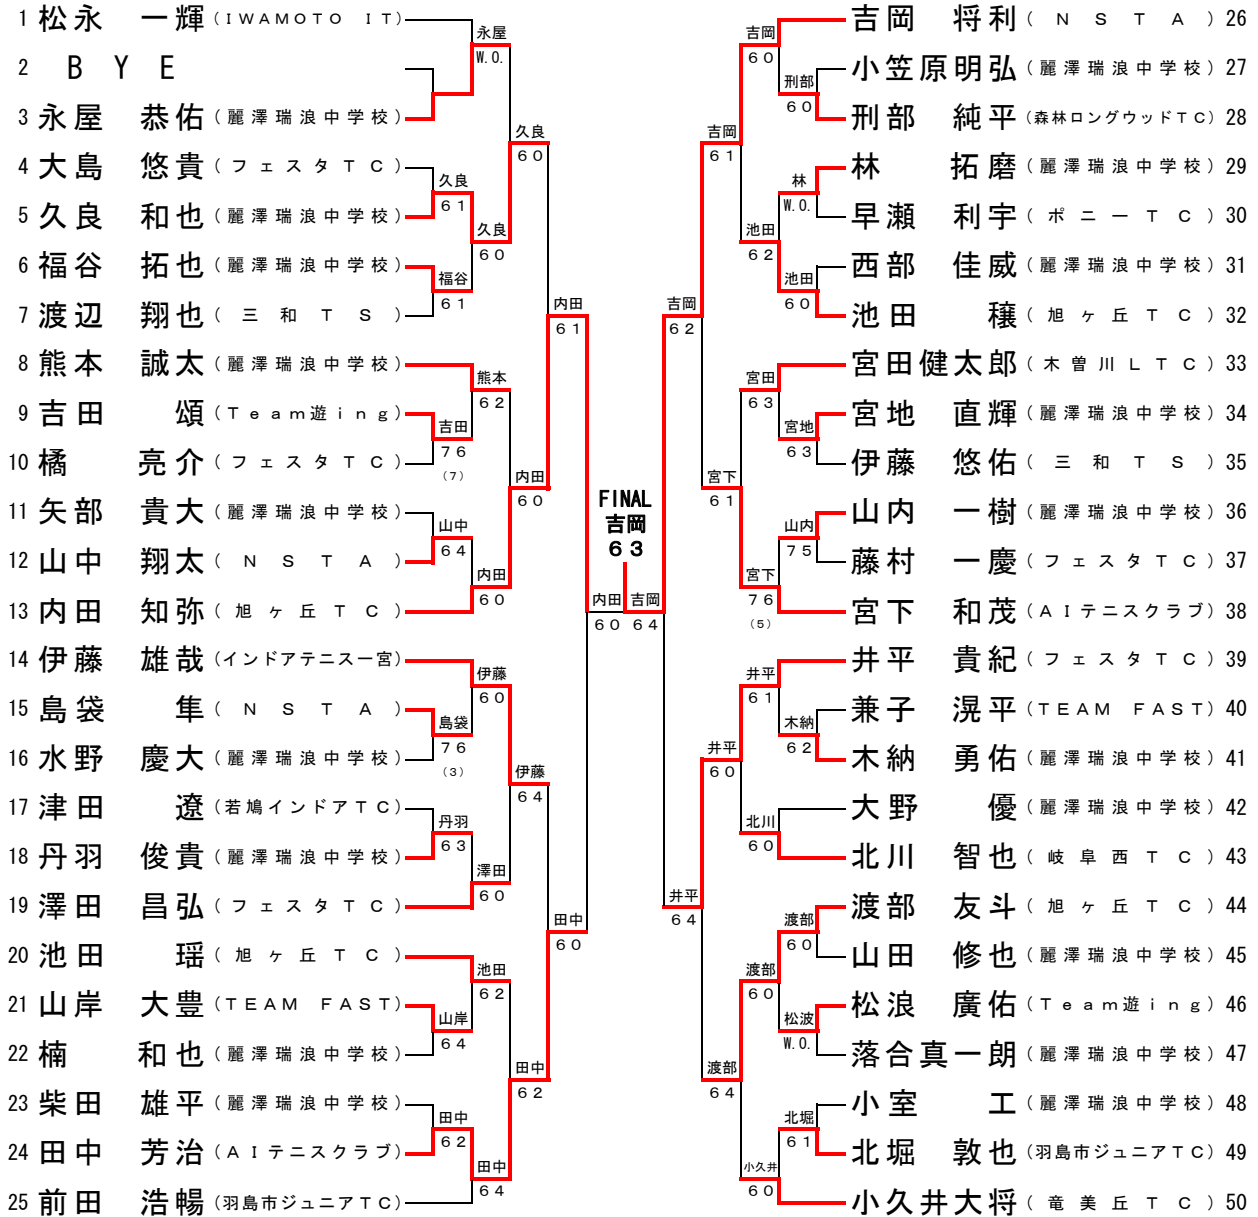 1 松永 一輝 (IWAMOTO IT)
2 BYE
3 永屋 恭佑 (麗澤瑞浪中学校)
4 大島 悠貴 (フェスタTC)
5 久良 和也 (麗澤瑞浪中学校)
6 福谷 拓也 (麗澤瑞浪中学校)
7 渡辺 翔也 (三和TS)
8 熊本 誠太 (麗澤瑞浪中学校)
9 吉田 頌 (Team遊ing)
10 橘 亮介 (フェスタTC)
11 矢部 貴大 (麗澤瑞浪中学校)
12 山中 翔太 (NSTA)
13 内田 知弥 (旭ヶ丘TC)
14 伊藤 雄哉 (インドアテニス一宮)
15 島袋 隼 (NSTA)
16 水野 慶大 (麗澤瑞浪中学校)
17 津田 遼 (若鳩インドアTC)
18 丹羽 俊貴 (麗澤瑞浪中学校)
19 澤田 昌弘 (フェスタTC)
20 池田 瑶 (旭ヶ丘TC)
21 山岸 大豊 (TEAM FAST)
22 楠 和也 (麗澤瑞浪中学校)
23 柴田 雄平 (麗澤瑞浪中学校)
24 田中 芳治 (AIテニスクラブ)
25 前田 浩暢 (羽島市ジュニアTC)
久良
61
福谷
61
吉田
76
(7)
山中
64
島袋
76
(3)
丹羽
63
山岸
64
田中
62
永屋
W.O.
久良
60
熊本
62
内田
60
伊藤
60
澤田
60
池田
62
田中
64
久良
60
内田
60
伊藤
64
田中
62
内田
61
田中
60
内田
60
FINAL
吉岡
63
吉岡
64
吉岡
62
井平
64
吉岡
61
宮下
61
井平
60
渡部
64
吉岡
60
池田
62
宮田
63
宮下
76
(5)
井平
61
北川
60
渡部
60
小久井
60
刑部
60
林
W.O.
池田
60
宮地
63
山内
75
木納
62
渡部
60
松波
W.O.
北堀
61
吉岡 将利 (NSTA) 26
小笠原明弘 (麗澤瑞浪中学校) 27
刑部 純平 (森林ロングウッドTC) 28
林 拓磨 (麗澤瑞浪中学校) 29
早瀬 利宇 (ポニーTC) 30
西部 佳威 (麗澤瑞浪中学校) 31
池田 穣 (旭ヶ丘TC) 32
宮田健太郎 (木曽川LTC) 33
宮地 直輝 (麗澤瑞浪中学校) 34
伊藤 悠佑 (三和TS) 35
山内 一樹 (麗澤瑞浪中学校) 36
藤村 一慶 (フェスタTC) 37
宮下 和茂 (AIテニスクラブ) 38
井平 貴紀 (フェスタTC) 39
兼子 滉平 (TEAM FAST) 40
木納 勇佑 (麗澤瑞浪中学校) 41
大野 優 (麗澤瑞浪中学校) 42
北川 智也 (岐阜西TC) 43
渡部 友斗 (旭ヶ丘TC) 44
山田 修也 (麗澤瑞浪中学校) 45
松浪 廣佑 (Team遊ing) 46
落合真一朗 (麗澤瑞浪中学校) 47
小室 工 (麗澤瑞浪中学校) 48
北堀 敦也 (羽島市ジュニアTC) 49
小久井大将 (竜美丘TC) 50